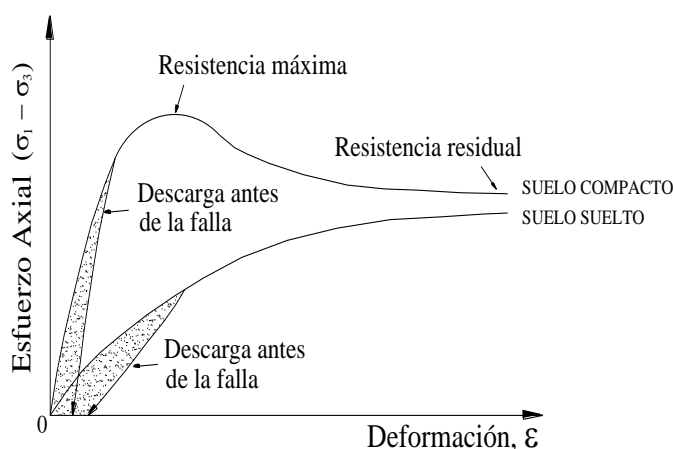 Esfuerzo Axial (σ₁ − σ₃)
Resistencia máxima
Resistencia residual
SUELO COMPACTO
SUELO SUELTO
Descarga antes
de la falla
Descarga antes
de la falla
0
Deformación, ε